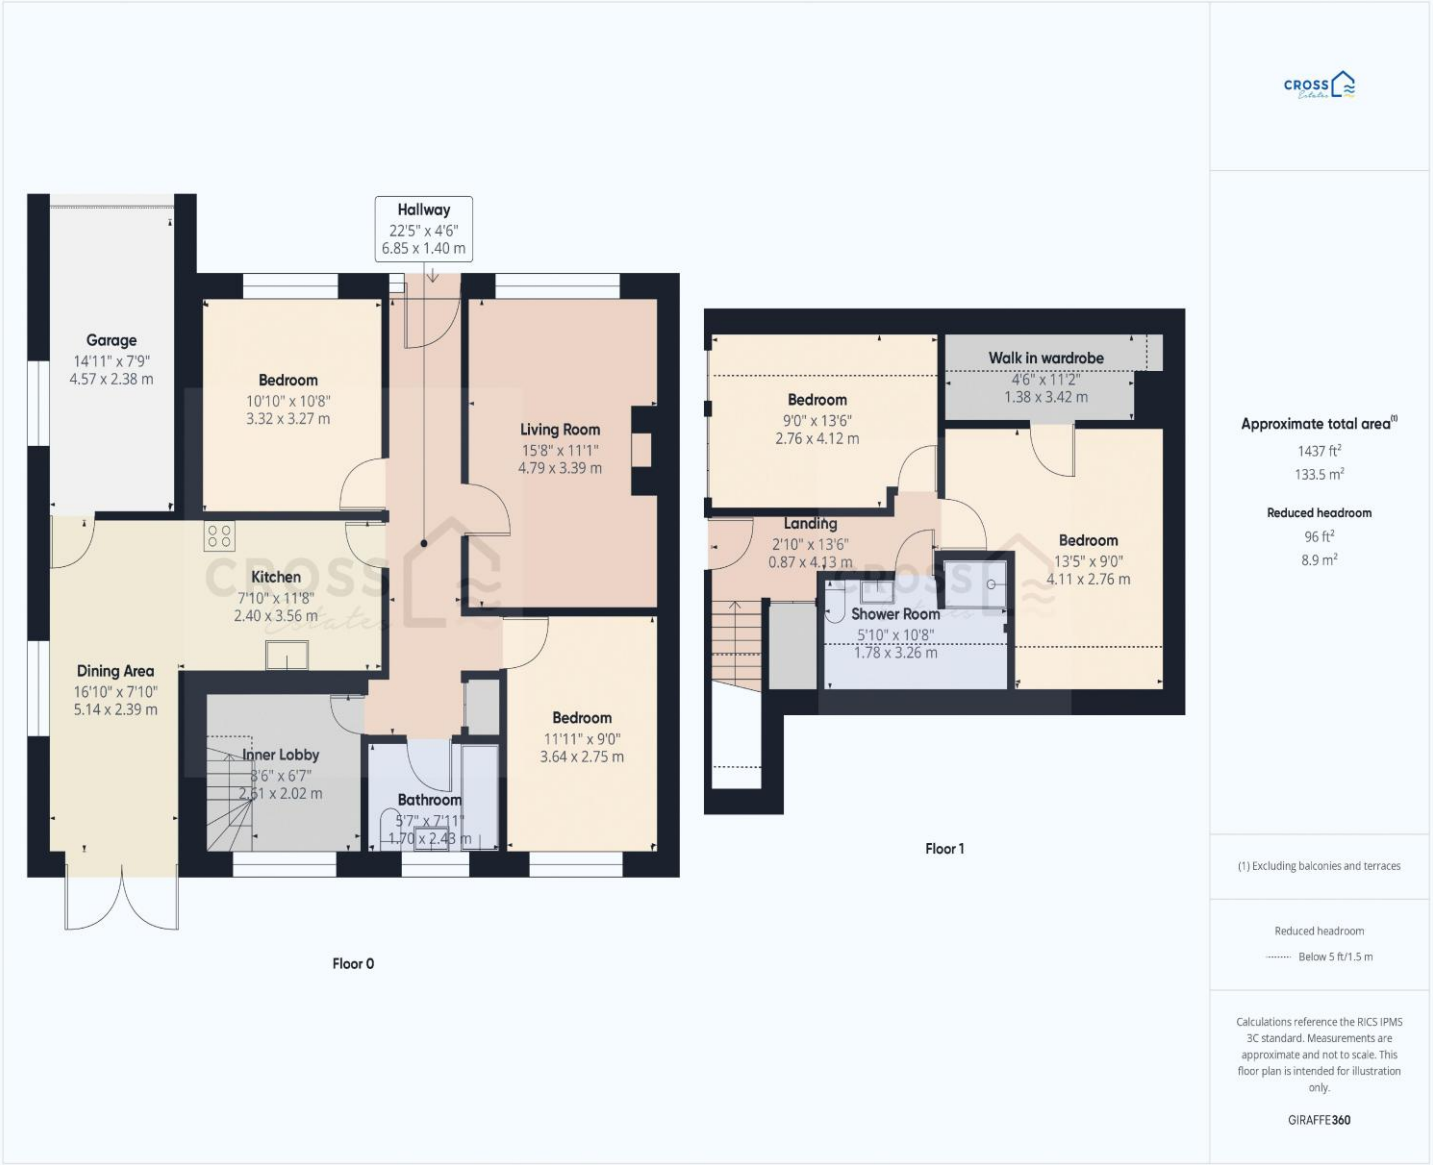 Hallway
22'5" x 4'6"
6.85 x 1.40 m
Garage
14'11" x 7'9"
4.57 x 2.38 m
Bedroom
10'10" x 10'8"
3.32 x 3.27 m
Living Room
15'8" x 11'1"
4.79 x 3.39 m
Kitchen
7'10" x 11'8"
2.40 x 3.56 m
Dining Area
16'10" x 7'10"
5.14 x 2.39 m
Inner Lobby
8'6" x 6'7"
2.61 x 2.02 m
Bathroom
5'7" x 7'11"
1.70 x 2.43 m
Bedroom
11'11" x 9'0"
3.64 x 2.75 m
CROSS
Estates
Floor 0
Bedroom
9'0" x 13'6"
2.76 x 4.12 m
Walk in wardrobe
4'6" x 11'2"
1.38 x 3.42 m
Landing
2'10" x 13'6"
0.87 x 4.13 m
Bedroom
13'5" x 9'0"
4.11 x 2.76 m
Shower Room
5'10" x 10'8"
1.78 x 3.26 m
CROSS
Floor 1
CROSS
Estates
Approximate total area(1)
1437 ft²
133.5 m²
Reduced headroom
96 ft²
8.9 m²
(1) Excluding balconies and terraces
Reduced headroom
Below 5 ft/1.5 m
Calculations reference the RICS IPMS
3C standard. Measurements are
approximate and not to scale. This
floor plan is intended for illustration
only.
GIRAFFE360